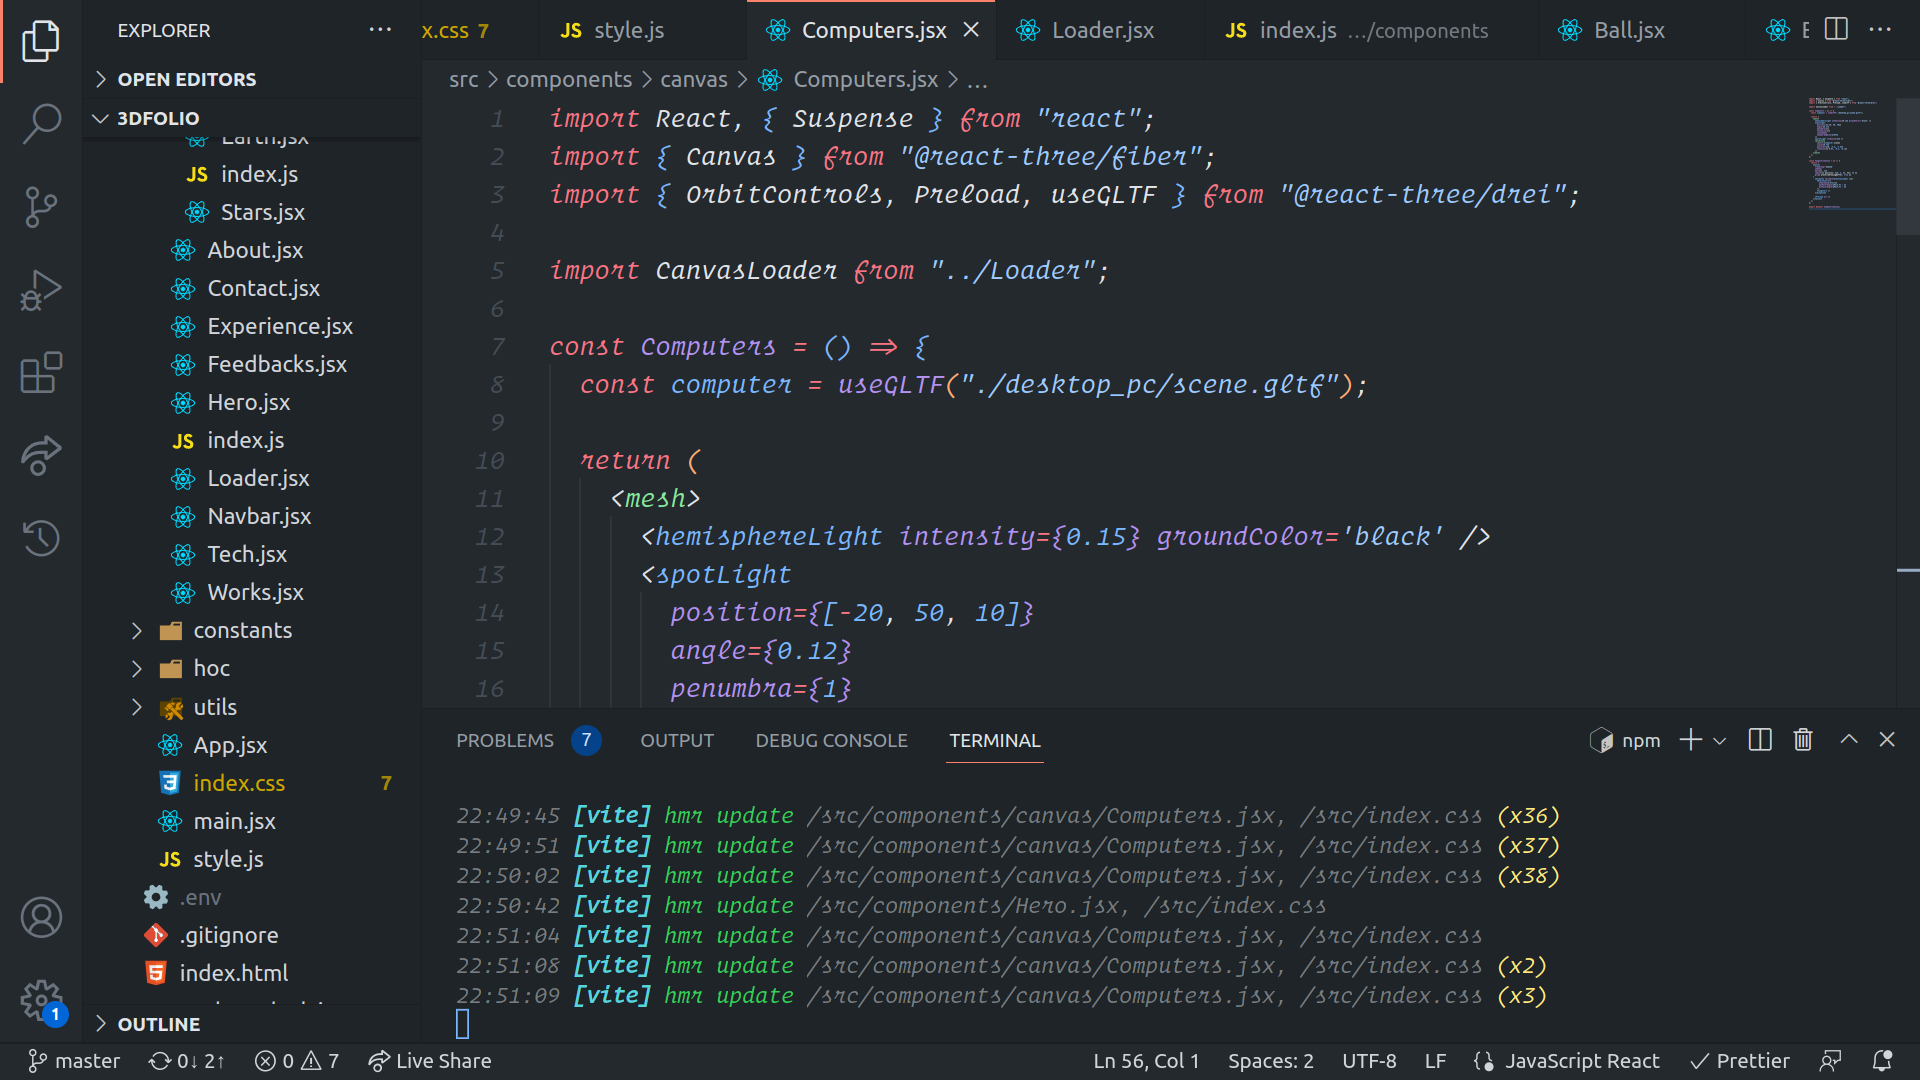 EXPLORER
OPEN EDITORS
3DFOLIO
Earth.jsx
JS index.js
Stars.jsx
About.jsx
Contact.jsx
Experience.jsx
Feedbacks.jsx
Hero.jsx
JS index.js
Loader.jsx
Navbar.jsx
Tech.jsx
Works.jsx
constants
hoc
utils
App.jsx
index.css 7
main.jsx
JS style.js
.env
.gitignore
index.html
OUTLINE
1
x.css 7
JS style.js
Computers.jsx
Loader.jsx
JS index.js .../components
Ball.jsx
src > components > canvas > Computers.jsx > ...
1 import React, { Suspense } from "react";
2 import { Canvas } from "@react-three/fiber";
3 import { OrbitControls, Preload, useGLTF } from "@react-three/drei";
4
5 import CanvasLoader from "../Loader";
6
7 const Computers = () => {
8 const computer = useGLTF("./desktop_pc/scene.gltf");
9
10 return (
11 <mesh>
12 <hemisphereLight intensity={0.15} groundColor='black' />
13 <spotLight
14 position={[-20, 50, 10]}
15 angle={0.12}
16 penumbra={1}
PROBLEMS 7 OUTPUT DEBUG CONSOLE TERMINAL npm
22:49:45 [vite] hmr update /src/components/canvas/Computers.jsx, /src/index.css (x36)
22:49:51 [vite] hmr update /src/components/canvas/Computers.jsx, /src/index.css (x37)
22:50:02 [vite] hmr update /src/components/canvas/Computers.jsx, /src/index.css (x38)
22:50:42 [vite] hmr update /src/components/Hero.jsx, /src/index.css
22:51:04 [vite] hmr update /src/components/canvas/Computers.jsx, /src/index.css
22:51:08 [vite] hmr update /src/components/canvas/Computers.jsx, /src/index.css (x2)
22:51:09 [vite] hmr update /src/components/canvas/Computers.jsx, /src/index.css (x3)
master 0↓ 2↑ 0 7 Live Share Ln 56, Col 1 Spaces: 2 UTF-8 LF JavaScript React Prettier